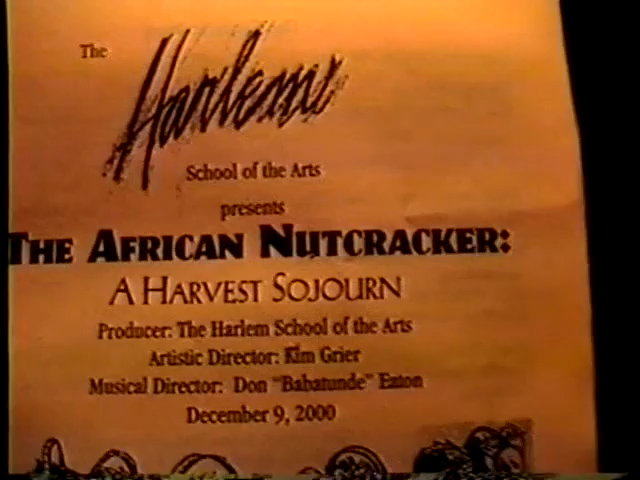 The
Harlem
School of the Arts
presents
THE AFRICAN NUTCRACKER:
A HARVEST SOJOURN
Producer: The Harlem School of the Arts
Artistic Director: Kim Grier
Musical Director: Don "Babatunde" Eaton
December 9, 2000